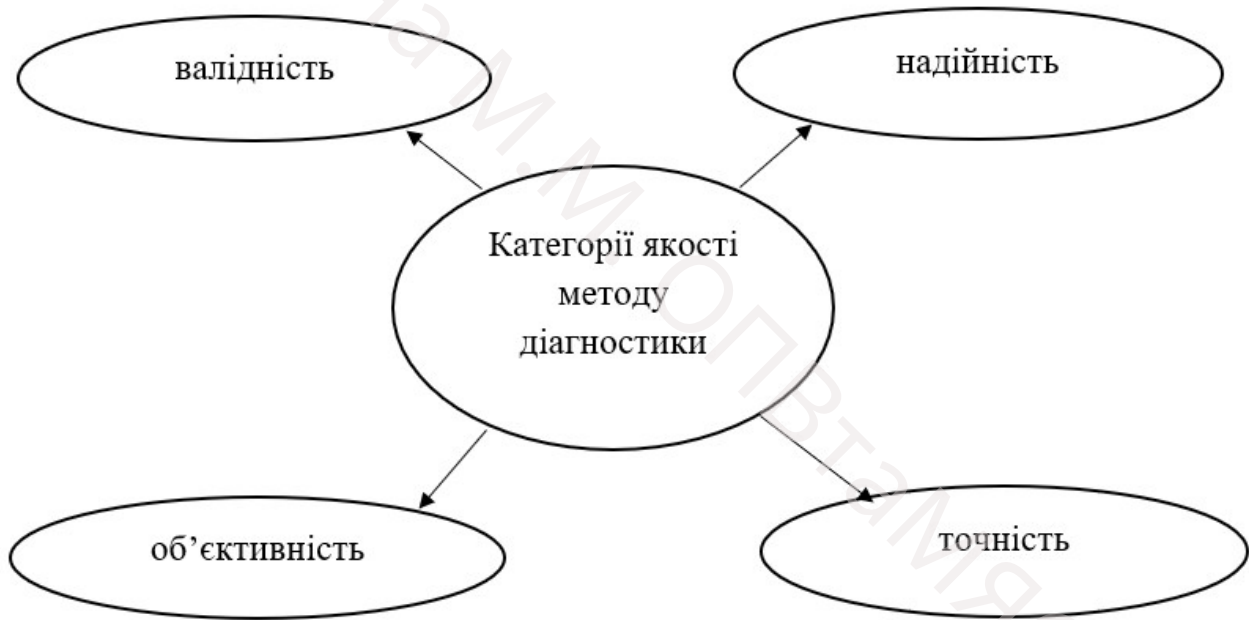 валідність
надійність
Категорії якості
методу
діагностики
об’єктивність
точність